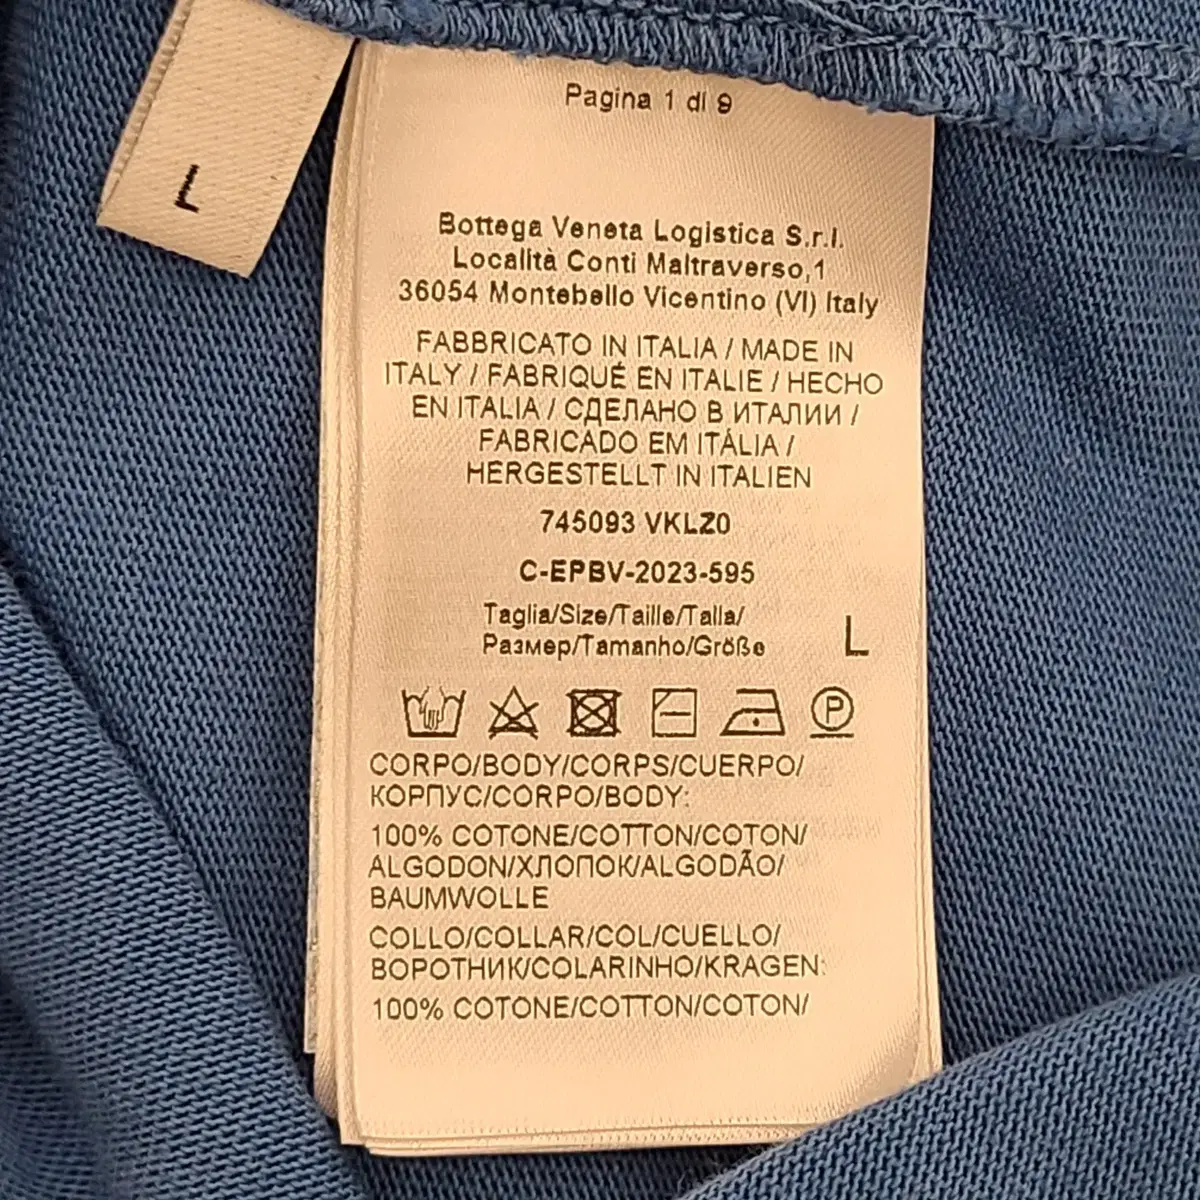 L
Pagina 1 di 9
Bottega Veneta Logistica S.r.l.
Località Conti Maltraverso,1
36054 Montebello Vicentino (VI) Italy
FABBRICATO IN ITALIA / MADE IN
ITALY / FABRIQUÉ EN ITALIE / HECHO
EN ITALIA / СДЕЛАНО В ИТАЛИИ /
FABRICADO EM ITÁLIA /
HERGESTELLT IN ITALIEN
745093 VKLZ0
C-EPBV-2023-595
Taglia/Size/Taille/Talla/
Размер/Tamanho/Größe L
P
CORPO/BODY/CORPS/CUERPO/
КОРПУС/CORPO/BODY:
100% COTONE/COTTON/COTON/
ALGODON/ХЛОПОК/ALGODÃO/
BAUMWOLLE
COLLO/COLLAR/COL/CUELLO/
ВОРОТНИК/COLARINHO/KRAGEN:
100% COTONE/COTTON/COTON/